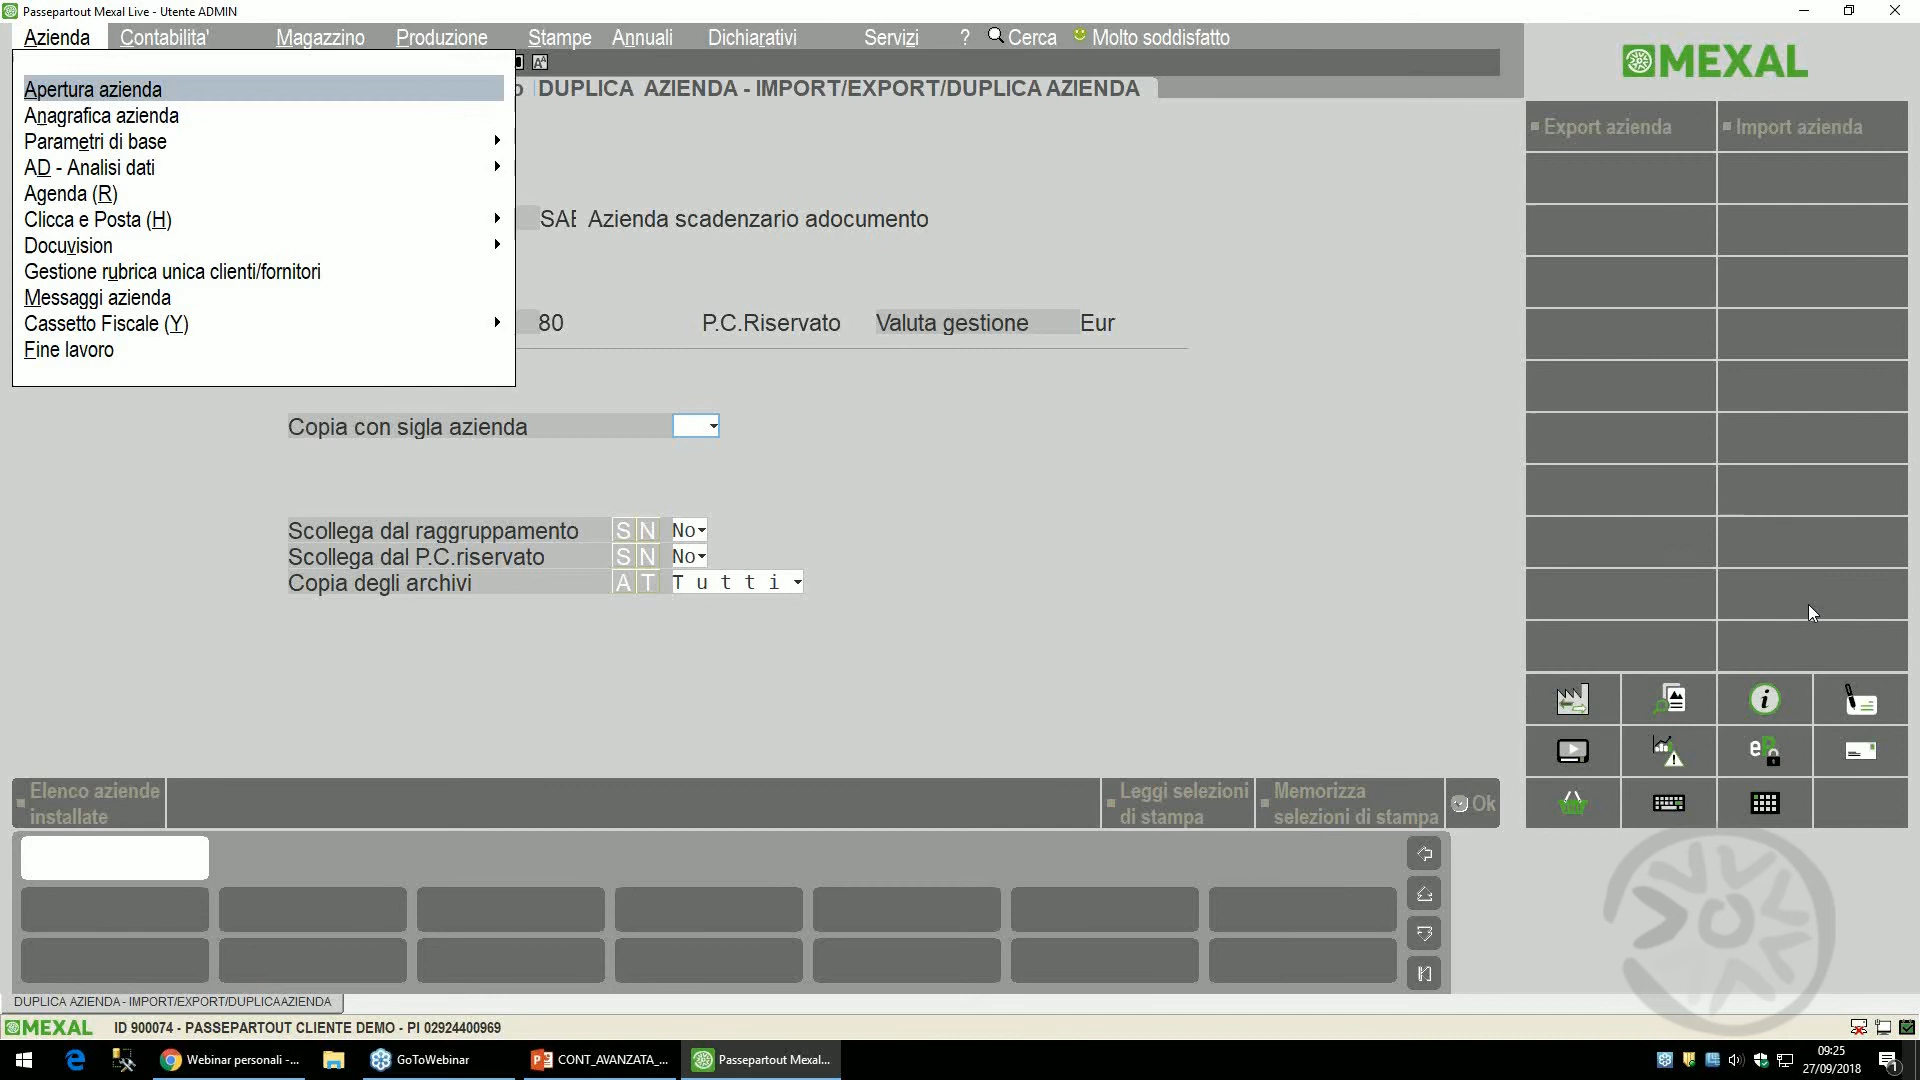 Passepartout Mexal Live - Utente ADMIN
Azienda Contabilita' Magazzino Produzione Stampe Annuali Dichiarativi Servizi ? Cerca Molto soddisfatto
MEXAL
Apertura azienda
Anagrafica azienda
Parametri di base
AD - Analisi dati
Agenda (R)
Clicca e Posta (H)
Docuvision
Gestione rubrica unica clienti/fornitori
Messaggi azienda
Cassetto Fiscale (Y)
Fine lavoro
DUPLICA AZIENDA - IMPORT/EXPORT/DUPLICA AZIENDA
Export azienda Import azienda
Azienda scadenzario adocumento
80 P.C.Riservato Valuta gestione Eur
Copia con sigla azienda
Scollega dal raggruppamento S N No
Scollega dal P.C.riservato S N No
Copia degli archivi A T Tutti
Elenco aziende
installate
Leggi selezioni
di stampa
Memorizza
selezioni di stampa
Ok
DUPLICA AZIENDA - IMPORT/EXPORT/DUPLICA AZIENDA
MEXAL ID 900074 - PASSEPARTOUT CLIENTE DEMO - PI 02924400969
Webinar personali -...
GoToWebinar
CONT_AVANZATA_...
Passepartout Mexal...
09:25
27/09/2018
1